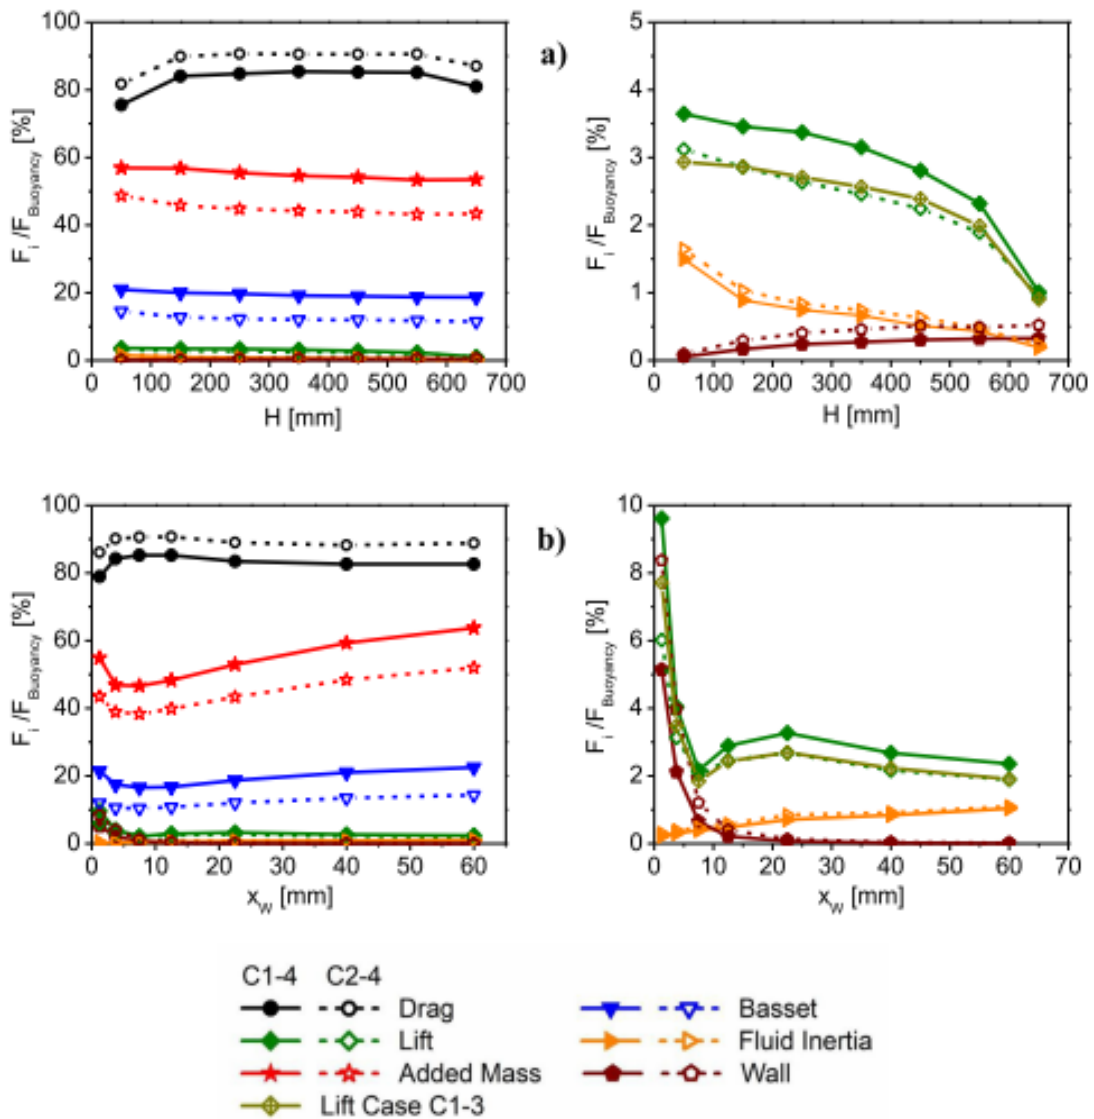 a)
F_i /F_Buoyancy [%]
100
80
60
40
20
0
0 100 200 300 400 500 600 700
H [mm]
F_i /F_Buoyancy [%]
5
4
3
2
1
0
0 100 200 300 400 500 600 700
H [mm]
b)
F_i /F_Buoyancy [%]
100
80
60
40
20
0
0 10 20 30 40 50 60
x_W [mm]
F_i /F_Buoyancy [%]
10
8
6
4
2
0
0 10 20 30 40 50 60 70
x_W [mm]
C1-4 C2-4
Drag
Lift
Added Mass
Lift Case C1-3
Basset
Fluid Inertia
Wall